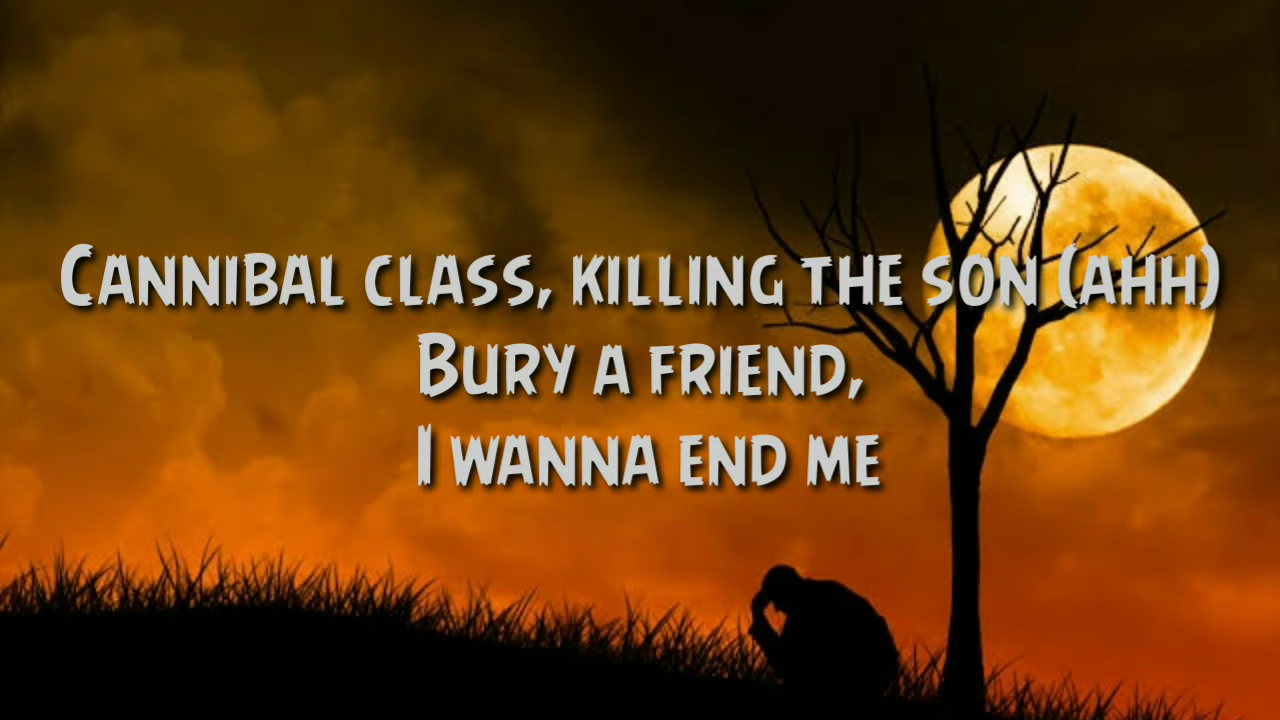 Cannibal class, killing the son (ahh)
Bury a friend,
I wanna end me